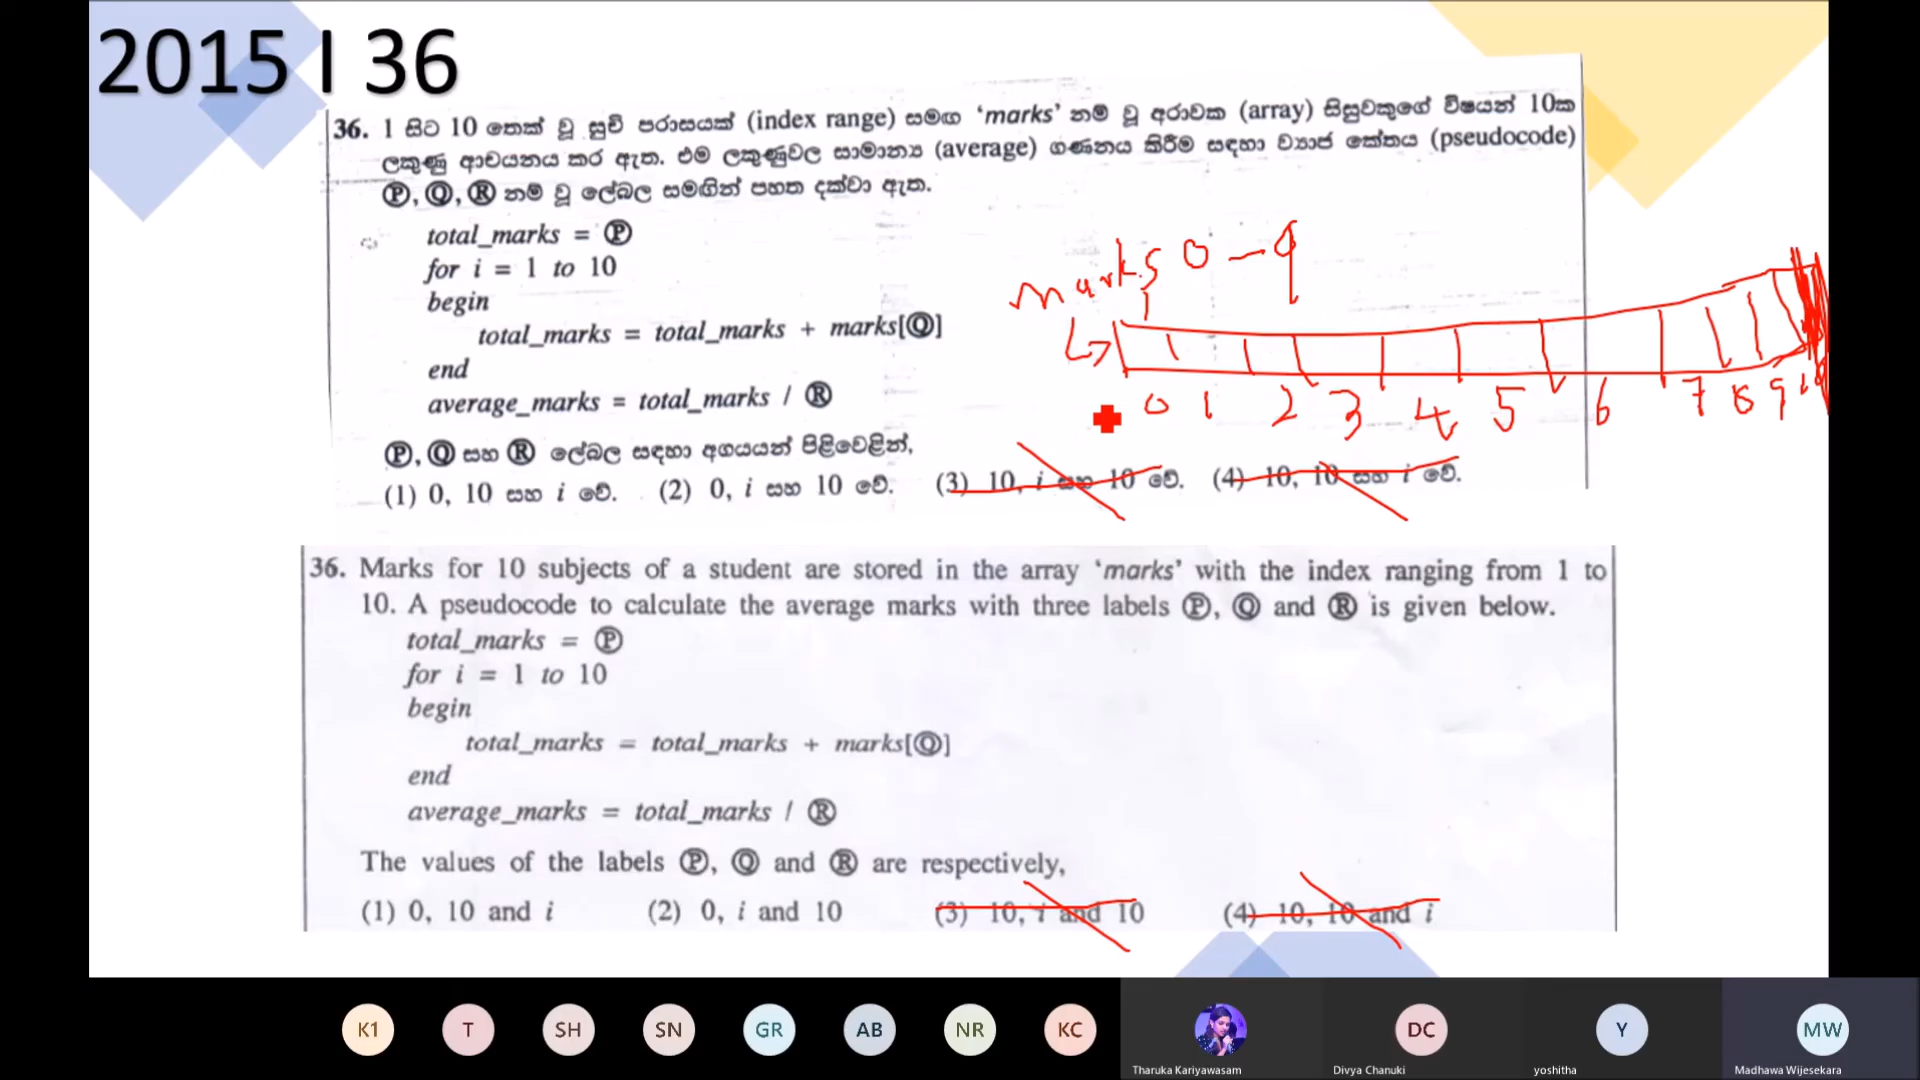 2015 I 36
36. 1 සිට 10 තෙක් වූ සූචි පරාසයක් (index range) සමඟ 'marks' නම් වූ අරාවක (array) සිසුවකුගේ විෂයන් 10ක
ලකුණු ආචයනය කර ඇත. එම ලකුණුවල සාමාන්‍ය (average) ගණනය කිරීම සඳහා ව්‍යාජ කේතය (pseudocode)
Ⓟ, Ⓠ, Ⓡ නම් වූ ලේබල සමඟින් පහත දක්වා ඇත.
total_marks = Ⓟ
for i = 1 to 10
begin
total_marks = total_marks + marks[Ⓠ]
end
average_marks = total_marks / Ⓡ
marks 0 - 9
0 1 2 3 4 5 6 7 8 9 10
Ⓟ, Ⓠ සහ Ⓡ ලේබල සඳහා අගයයන් පිළිවෙළින්,
(1) 0, 10 සහ i වේ. (2) 0, i සහ 10 වේ. (3) 10, i සහ 10 වේ. (4) 10, 10 සහ i වේ.
36. Marks for 10 subjects of a student are stored in the array 'marks' with the index ranging from 1 to
10. A pseudocode to calculate the average marks with three labels Ⓟ, Ⓠ and Ⓡ is given below.
total_marks = Ⓟ
for i = 1 to 10
begin
total_marks = total_marks + marks[Ⓠ]
end
average_marks = total_marks / Ⓡ
The values of the labels Ⓟ, Ⓠ and Ⓡ are respectively,
(1) 0, 10 and i (2) 0, i and 10 (3) 10, i and 10 (4) 10, 10 and i
K1 T SH SN GR AB NR KC DC Y MW
Tharuka Kariyawasam Divya Chanuki yoshitha Madhawa Wijesekara